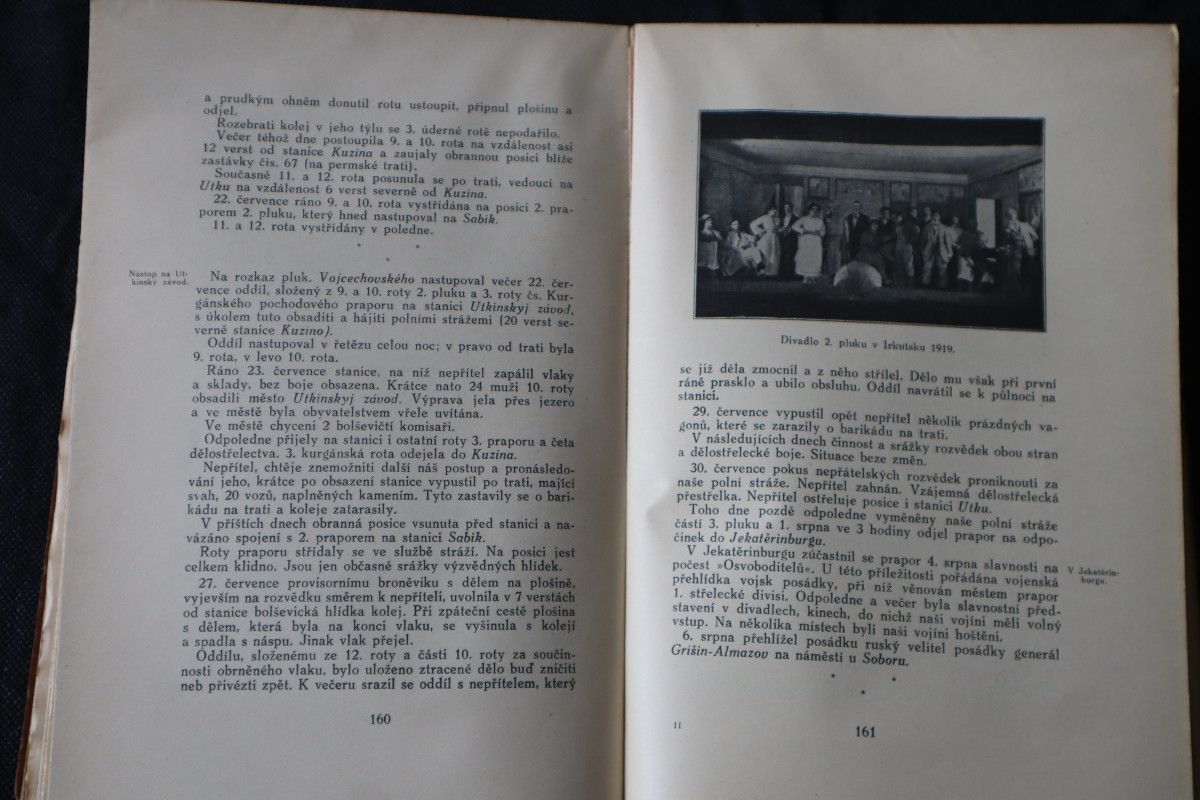 a prudkým ohněm donutil rotu ustoupit, připnul plošinu a
odjel.
Rozebrati kolej v jeho týlu se 3. úderné rotě nepodařilo.
Večer téhož dne postoupila 9. a 10. rota na vzdálenost asi
12 verst od stanice Kuzina a zaujaly obrannou posici blíže
zastávky čís. 67 (na permské trati).
Současně 11. a 12. rota posunula se po trati, vedoucí na
Utku na vzdálenost 6 verst severně od Kuzina.
22. července ráno 9. a 10. rota vystřídána na posici 2. pra-
porem 2. pluku, který hned nastupoval na Sabik.
11. a 12. rota vystřídány v poledne.
* * *
Nastup na Ut-
kinský závod.
Na rozkaz pluk. Vojcechovského nastupoval večer 22. čer-
vence oddíl, složený z 9. a 10. roty 2. pluku a 3. roty čs. Kur-
gánského pochodového praporu na stanici Utkinskyj závod,
s úkolem tuto obsaditi a hájiti polními strážemi (20 verst se-
verně stanice Kuzino).
Oddíl nastupoval v řetězu celou noc; v pravo od trati byla
9. rota, v levo 10. rota.
Ráno 23. července stanice, na níž nepřítel zapálil vlaky
a sklady, bez boje obsazena. Krátce nato 24 muži 10. roty
obsadili město Utkinskyj závod. Výprava jela přes jezero
a ve městě byla obyvatelstvem vřele uvítána.
Ve městě chyceni 2 bolševičtí komisaři.
Odpoledne přijely na stanici i ostatní roty 3. praporu a četa
dělostřelectva. 3. kurgánská rota odejela do Kuzina.
Nepřítel, chtěje znemožniti další náš postup a pronásledo-
vání jeho, krátce po obsazení stanice vypustil po trati, mající
svah, 20 vozů, naplněných kamením. Tyto zastavily se o bari-
kádu na trati a koleje zatarasily.
V příštích dnech obranná posice vsunuta před stanici a na-
vázáno spojení s 2. praporem na stanici Sabik.
Roty praporu střídaly se ve službě stráží. Na posici jest
celkem klidno. Jsou jen občasné srážky výzvědných hlídek.
27. července provisornímu broněviku s dělem na plošině,
vyjevším na rozvědku směrem k nepříteli, uvolnila v 7 verstách
od stanice bolševická hlídka kolej. Při zpáteční cestě plošina
s dělem, která byla na konci vlaku, se vyšinula s kolejí
a spadla s náspu. Jinak vlak přejel.
Oddílu, složenému ze 12. roty a části 10. roty za součin-
nosti obrněného vlaku, bylo uloženo ztracené dělo buď zničiti
neb přivézti zpět. K večeru srazil se oddíl s nepřítelem, který
160
Divadlo 2. pluku v Irkutsku 1919.
se již děla zmocnil a z něho střílel. Dělo mu však při první
ráně prasklo a ubilo obsluhu. Oddíl navrátil se k půlnoci na
stanici.
29. července vypustil opět nepřítel několik prázdných va-
gonů, které se zarazily o barikádu na trati.
V následujících dnech činnost a srážky rozvědek obou stran
a dělostřelecké boje. Situace beze změn.
30. července pokus nepřátelských rozvědek proniknouti za
naše polní stráže. Nepřítel zahnán. Vzájemná dělostřelecká
přestřelka. Nepřítel ostřeluje posice i stanici Utku.
Toho dne pozdě odpoledne vyměněny naše polní stráže
částí 3. pluku a 1. srpna ve 3 hodiny odjel prapor na odpo-
činek do Jekatěrinburgu.
V Jekatěrinburgu zúčastnil se prapor 4. srpna slavnosti na
počest »Osvoboditelů«. U této příležitosti pořádána vojenská
přehlídka vojsk posádky, při níž věnován městem prapor
1. střelecké divisi. Odpoledne a večer byla slavnostní před-
stavení v divadlech, kinech, do nichž naši vojíni měli volný
vstup. Na několika místech byli naši vojíni hoštěni.
V Jekatěrin-
burgu.
6. srpna přehlížel posádku ruský velitel posádky generál
Grišin-Almazov na náměstí u Soboru.
* * *
11
161